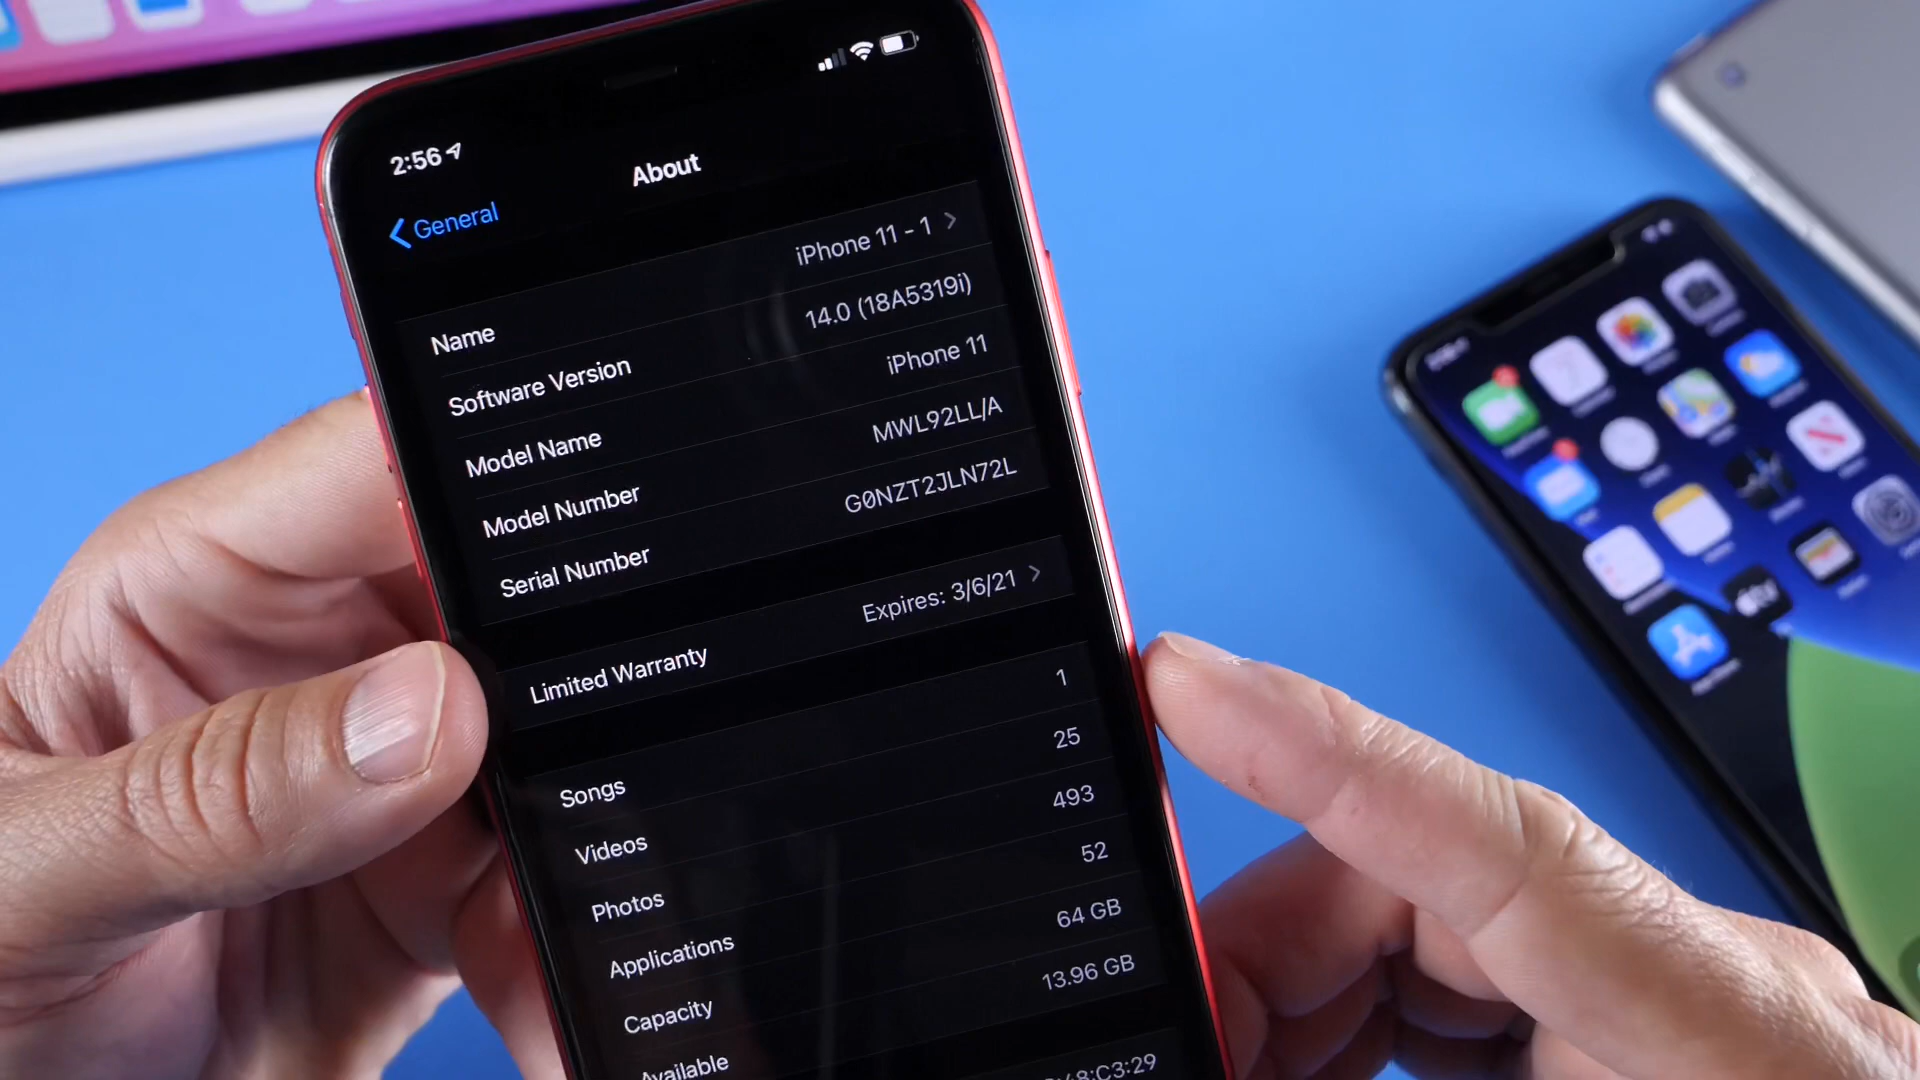 2:56
General
About
Name iPhone 11 - 1
Software Version 14.0 (18A5319i)
Model Name iPhone 11
Model Number MWL92LL/A
Serial Number G0NZT2JLN72L
Limited Warranty Expires: 3/6/21
Songs 1
Videos 25
Photos 493
Applications 52
Capacity 64 GB
Available 13.96 GB
:C3:29